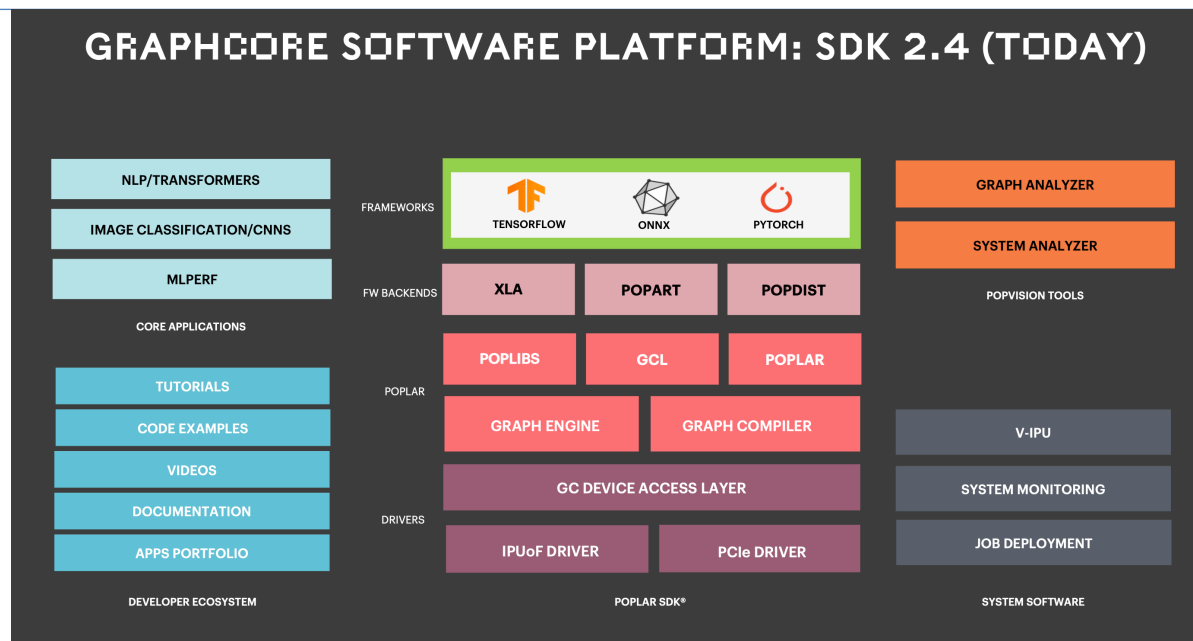 GRAPHCORE SOFTWARE PLATFORM: SDK 2.4 (TODAY)
NLP/TRANSFORMERS
IMAGE CLASSIFICATION/CNNS
MLPERF
CORE APPLICATIONS
TUTORIALS
CODE EXAMPLES
VIDEOS
DOCUMENTATION
APPS PORTFOLIO
DEVELOPER ECOSYSTEM
FRAMEWORKS
TENSORFLOW
ONNX
PYTORCH
FW BACKENDS
XLA
POPART
POPDIST
POPLAR
POPLIBS
GCL
POPLAR
GRAPH ENGINE
GRAPH COMPILER
DRIVERS
GC DEVICE ACCESS LAYER
IPUoF DRIVER
PCIe DRIVER
POPLAR SDK®
GRAPH ANALYZER
SYSTEM ANALYZER
POPVISION TOOLS
V-IPU
SYSTEM MONITORING
JOB DEPLOYMENT
SYSTEM SOFTWARE